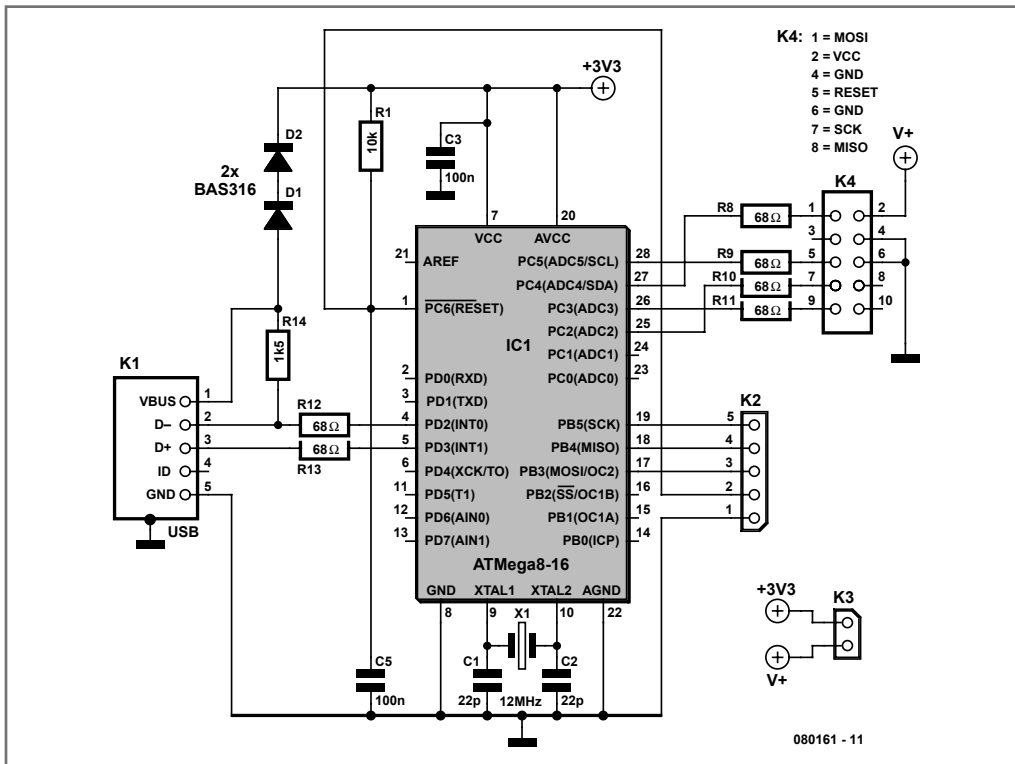 K4: 1 = MOSI
2 = VCC
4 = GND
5 = RESET
6 = GND
7 = SCK
8 = MISO
+3V3
V+
R1
10k
C3
100n
D2
2x
BAS316
D1
K4
1
2
3
4
5
6
7
8
9
10
R8
68Ω
R9
68Ω
R10
68Ω
R11
68Ω
7
20
VCC
AVCC
21
AREF
1
PC6(RESET)
IC1
2
PD0(RXD)
3
PD1(TXD)
4
PD2(INT0)
5
PD3(INT1)
6
PD4(XCK/TO)
11
PD5(T1)
12
PD6(AIN0)
13
PD7(AIN1)
PC5(ADC5/SCL)
28
PC4(ADC4/SDA)
27
PC3(ADC3)
26
PC2(ADC2)
25
PC1(ADC1)
24
PC0(ADC0)
23
PB5(SCK)
19
PB4(MISO)
18
PB3(MOSI/OC2)
17
PB2(SS/OC1B)
16
PB1(OC1A)
15
PB0(ICP)
14
ATMega8-16
GND
XTAL1
XTAL2
AGND
8
9
10
22
R14
1k5
K1
VBUS
1
D–
2
D+
3
ID
4
GND
5
USB
R12
68Ω
68Ω
R13
K2
5
4
3
2
1
X1
C5
100n
C1
22p
12MHz
C2
22p
+3V3
K3
V+
080161 - 11